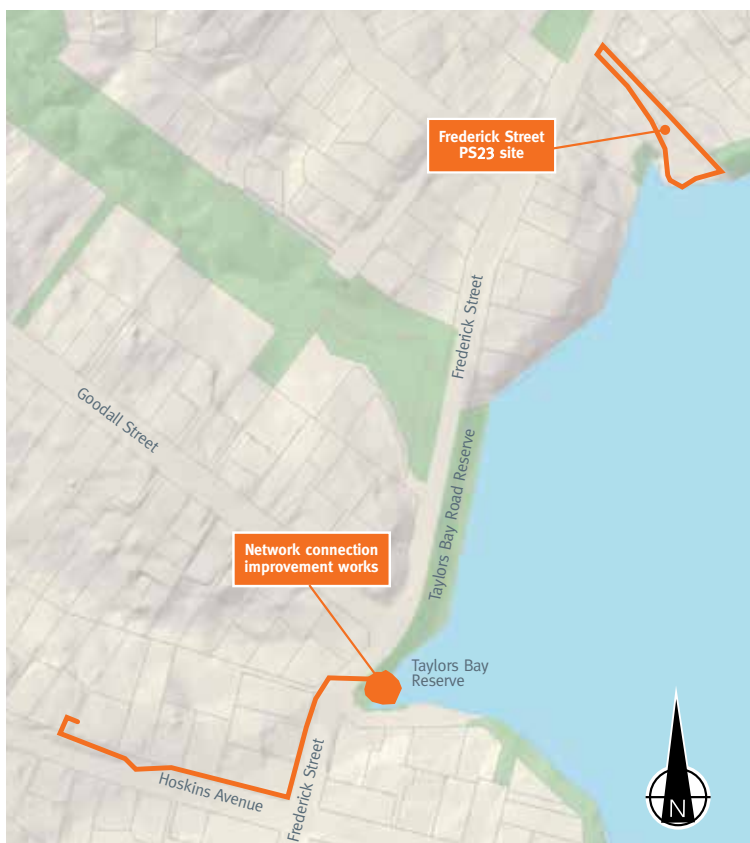 Frederick Street
PS23 site
Frederick Street
Goodall Street
Taylors Bay Road Reserve
Network connection
improvement works
Taylors Bay
Reserve
Hoskins Avenue
Frederick Street
N